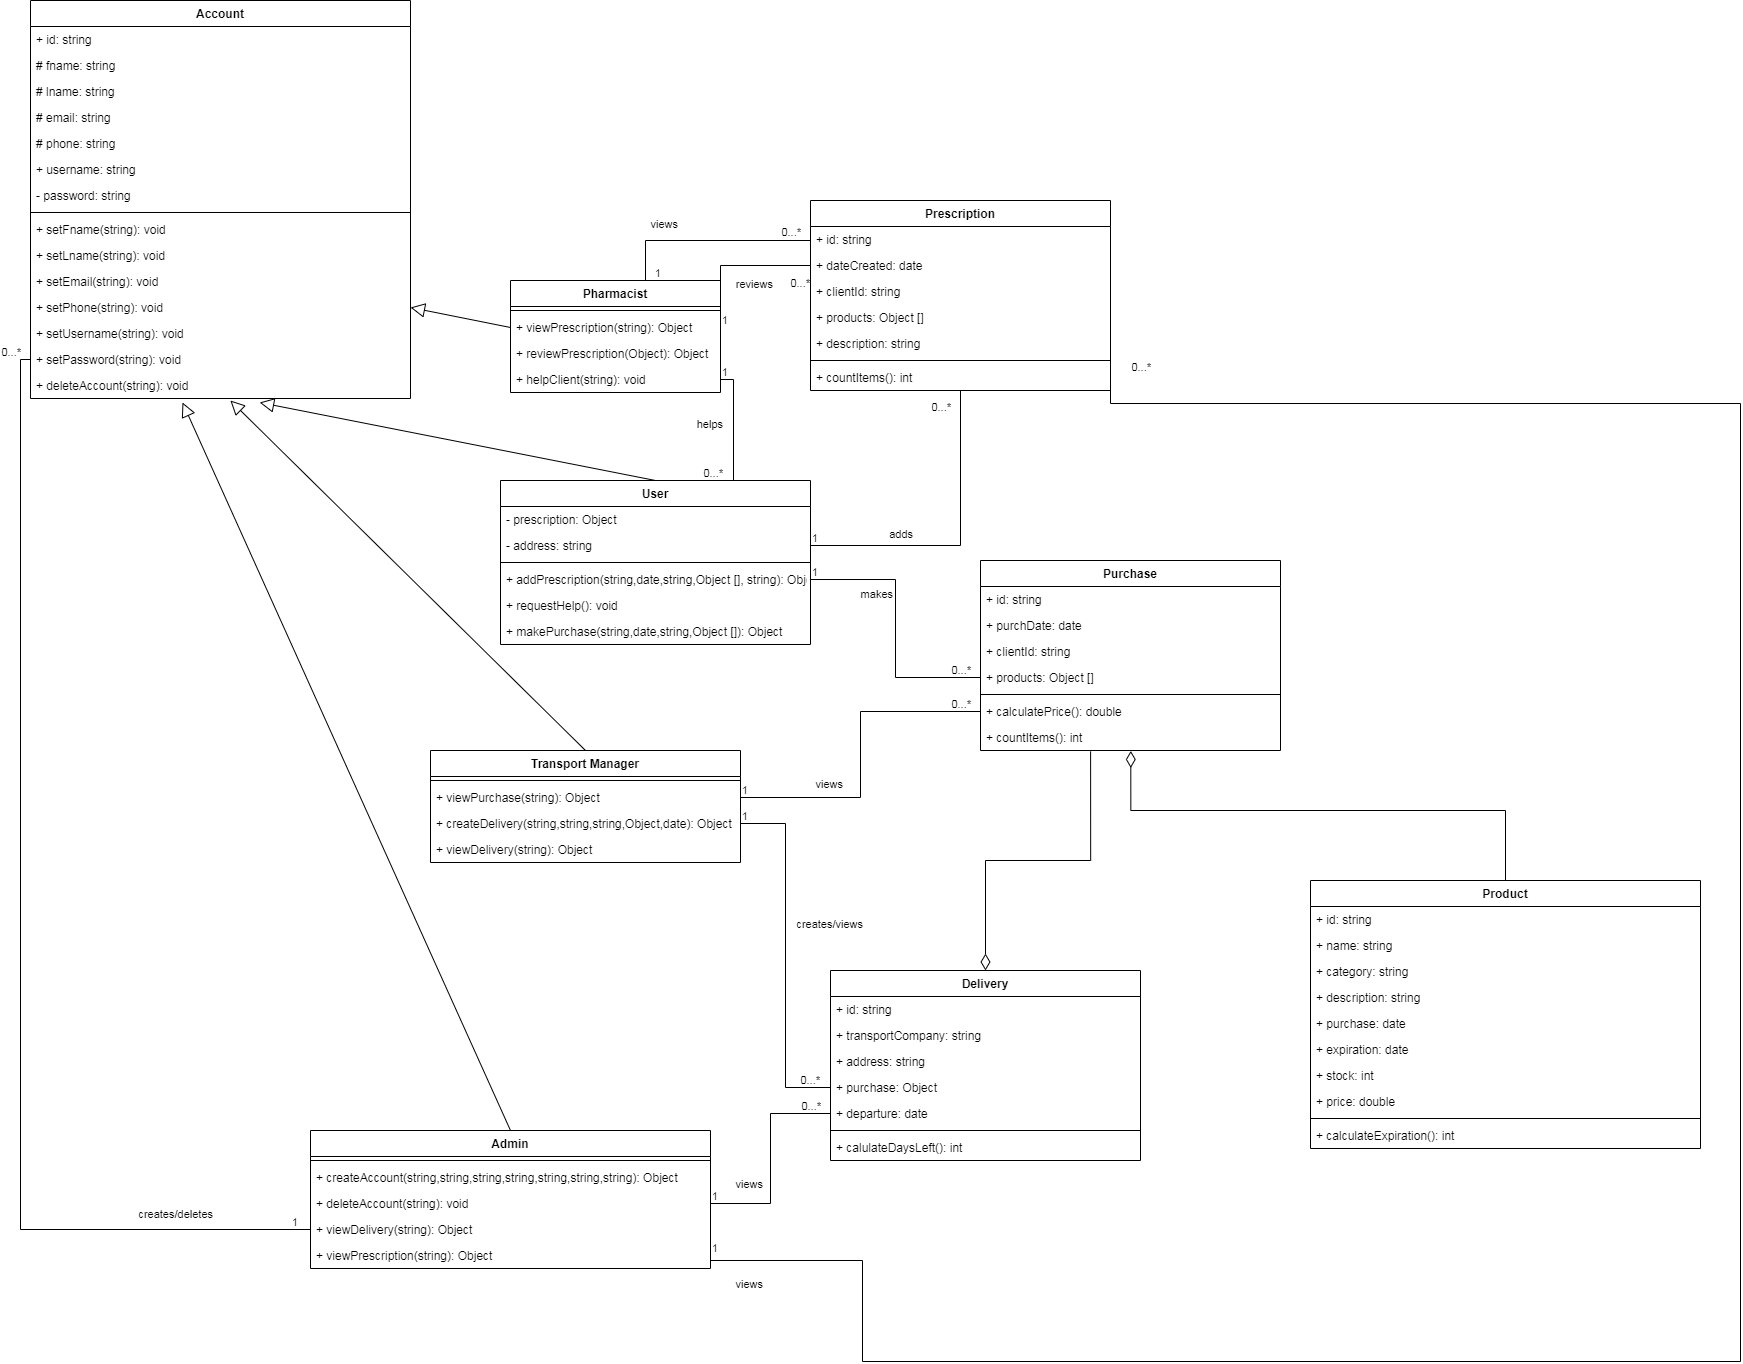 Account
+ id: string
# fname: string
# lname: string
# email: string
# phone: string
+ username: string
- password: string
+ setFname(string): void
+ setLname(string): void
+ setEmail(string): void
+ setPhone(string): void
+ setUsername(string): void
+ setPassword(string): void
+ deleteAccount(string): void
0...*
views
0...*
1
reviews
0...*
1
Pharmacist
+ viewPrescription(string): Object
+ reviewPrescription(Object): Object
+ helpClient(string): void
1
helps
0...*
Prescription
+ id: string
+ dateCreated: date
+ clientId: string
+ products: Object []
+ description: string
+ countItems(): int
0...*
0...*
User
- prescription: Object
- address: string
+ addPrescription(string,date,string,Object [], string): Obj
+ requestHelp(): void
+ makePurchase(string,date,string,Object []): Object
1
adds
1
makes
0...*
0...*
Purchase
+ id: string
+ purchDate: date
+ clientId: string
+ products: Object []
+ calculatePrice(): double
+ countItems(): int
Transport Manager
+ viewPurchase(string): Object
+ createDelivery(string,string,string,Object,date): Object
+ viewDelivery(string): Object
1
views
1
creates/views
0...*
0...*
Delivery
+ id: string
+ transportCompany: string
+ address: string
+ purchase: Object
+ departure: date
+ calulateDaysLeft(): int
Product
+ id: string
+ name: string
+ category: string
+ description: string
+ purchase: date
+ expiration: date
+ stock: int
+ price: double
+ calculateExpiration(): int
Admin
+ createAccount(string,string,string,string,string,string,string): Object
+ deleteAccount(string): void
+ viewDelivery(string): Object
+ viewPrescription(string): Object
creates/deletes
1
views
1
1
views